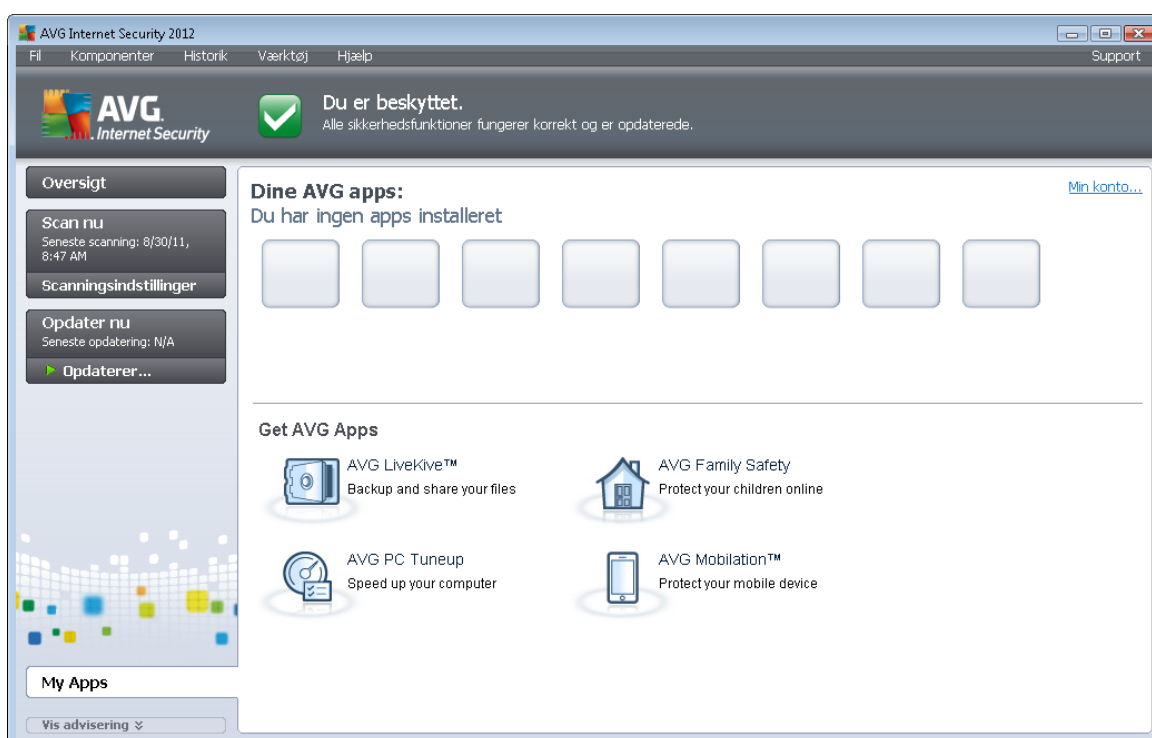 AVG Internet Security 2012
Fil Komponenter Historik Værktøj Hjælp Support
AVG.
Internet Security
Du er beskyttet.
Alle sikkerhedsfunktioner fungerer korrekt og er opdaterede.
Oversigt
Scan nu
Seneste scanning: 8/30/11,
8:47 AM
Scanningsindstillinger
Opdater nu
Seneste opdatering: N/A
Opdaterer...
My Apps
Vis advisering
Dine AVG apps:
Min konto...
Du har ingen apps installeret
Get AVG Apps
AVG LiveKive™
Backup and share your files
AVG Family Safety
Protect your children online
AVG PC Tuneup
Speed up your computer
AVG Mobilation™
Protect your mobile device